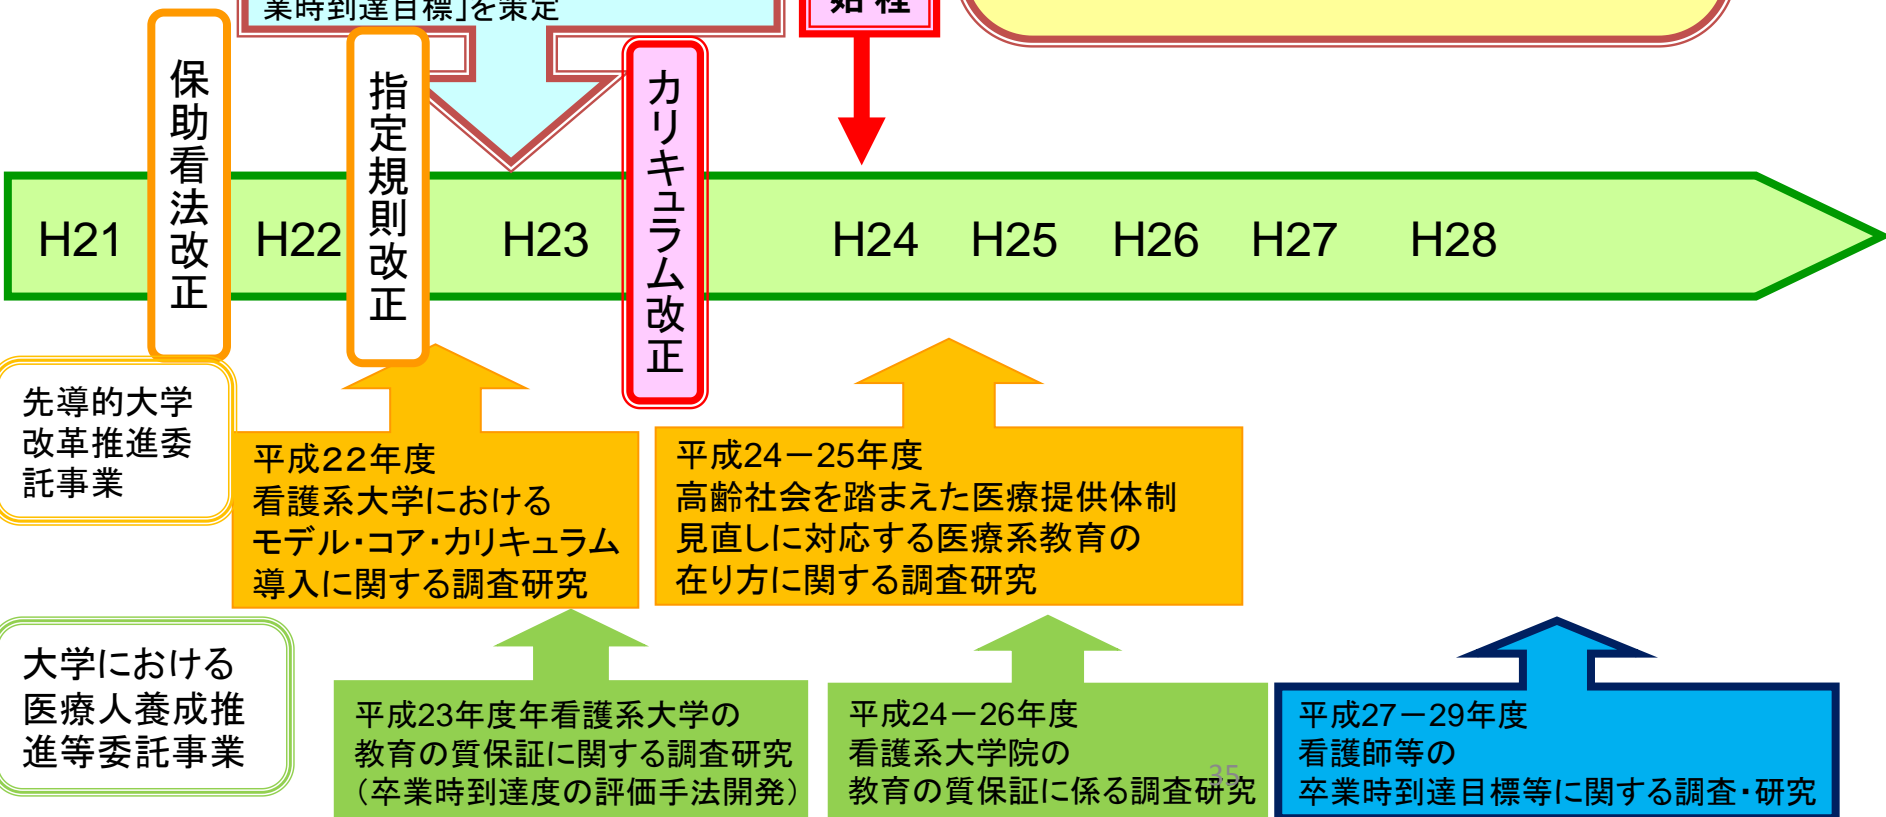 業時到達目標」を策定
始 程
保助看法改正
指定規則改正
カリキュラム改正
H21
H22
H23
H24
H25
H26
H27
H28
先導的大学
改革推進委
託事業
平成２２年度
看護系大学における
モデル・コア・カリキュラム
導入に関する調査研究
平成24－25年度
高齢社会を踏まえた医療提供体制
見直しに対応する医療系教育の
在り方に関する調査研究
大学における
医療人養成推
進等委託事業
平成23年度年看護系大学の
教育の質保証に関する調査研究
（卒業時到達度の評価手法開発）
平成24－26年度
看護系大学院の
教育の質保証に係る調査研究
平成27－29年度
看護師等の
卒業時到達目標等に関する調査・研究
35